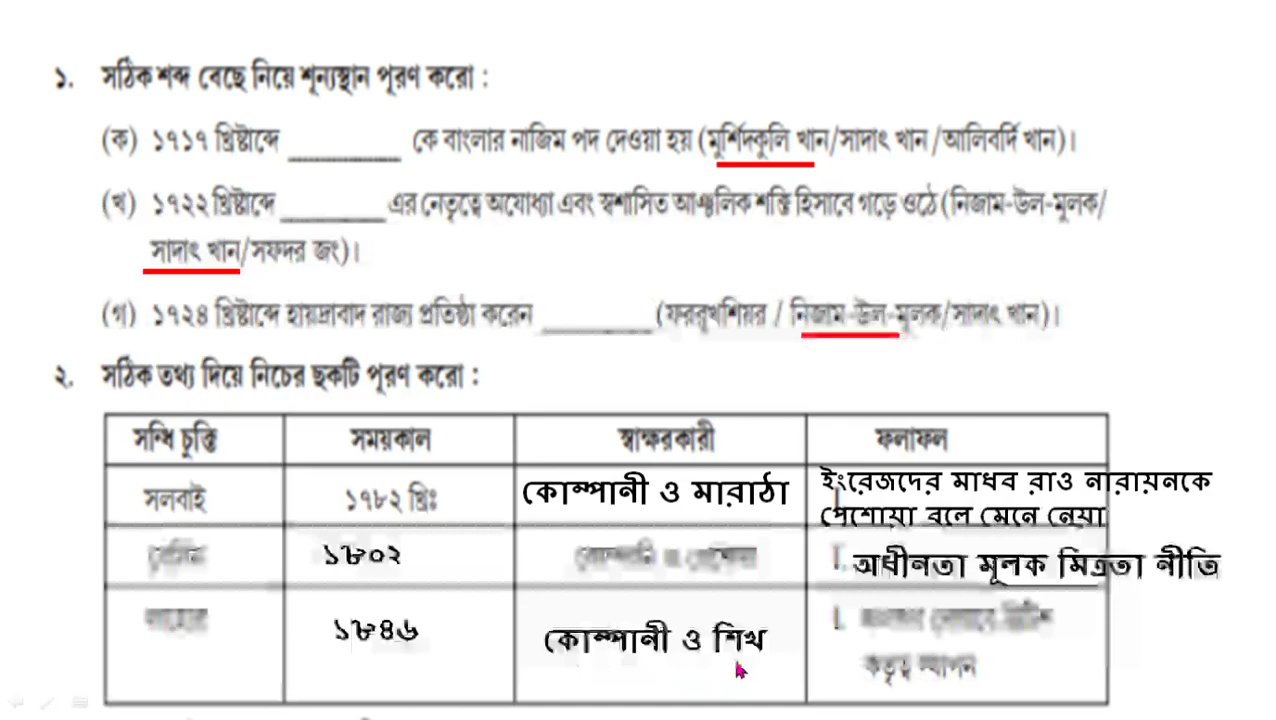 ১. সঠিক শব্দ বেছে নিয়ে শূন্যস্থান পূরণ করো :
(ক) ১৭১৭ খ্রিষ্টাব্দে ________ কে বাংলার নাজিম পদ দেওয়া হয় (মুর্শিদকুলি খান/সাদাৎ খান /আলিবর্দি খান)।
(খ) ১৭২২ খ্রিষ্টাব্দে ________ এর নেতৃত্বে অযোধ্যা এবং স্বশাসিত আঞ্চলিক শক্তি হিসাবে গড়ে ওঠে (নিজাম-উল-মুলক/
সাদাৎ খান/সফদর জং)।
(গ) ১৭২৪ খ্রিষ্টাব্দে হায়দ্রাবাদ রাজ্য প্রতিষ্ঠা করেন ________ (ফররুখশিয়র / নিজাম-উল-মুলক/সাদাৎ খান)।
২. সঠিক তথ্য দিয়ে নিচের ছকটি পূরণ করো :
সন্ধি চুক্তি সময়কাল স্বাক্ষরকারী ফলাফল
সলবাই ১৭৮২ খ্রিঃ কোম্পানী ও মারাঠা ইংরেজদের মাধব রাও নারায়নকে
পেশোয়া বলে মেনে নেয়া
১৮০২ অধীনতা মূলক মিত্রতা নীতি
১৮৪৬ কোম্পানী ও শিখ
কতৃত্ব স্থাপন